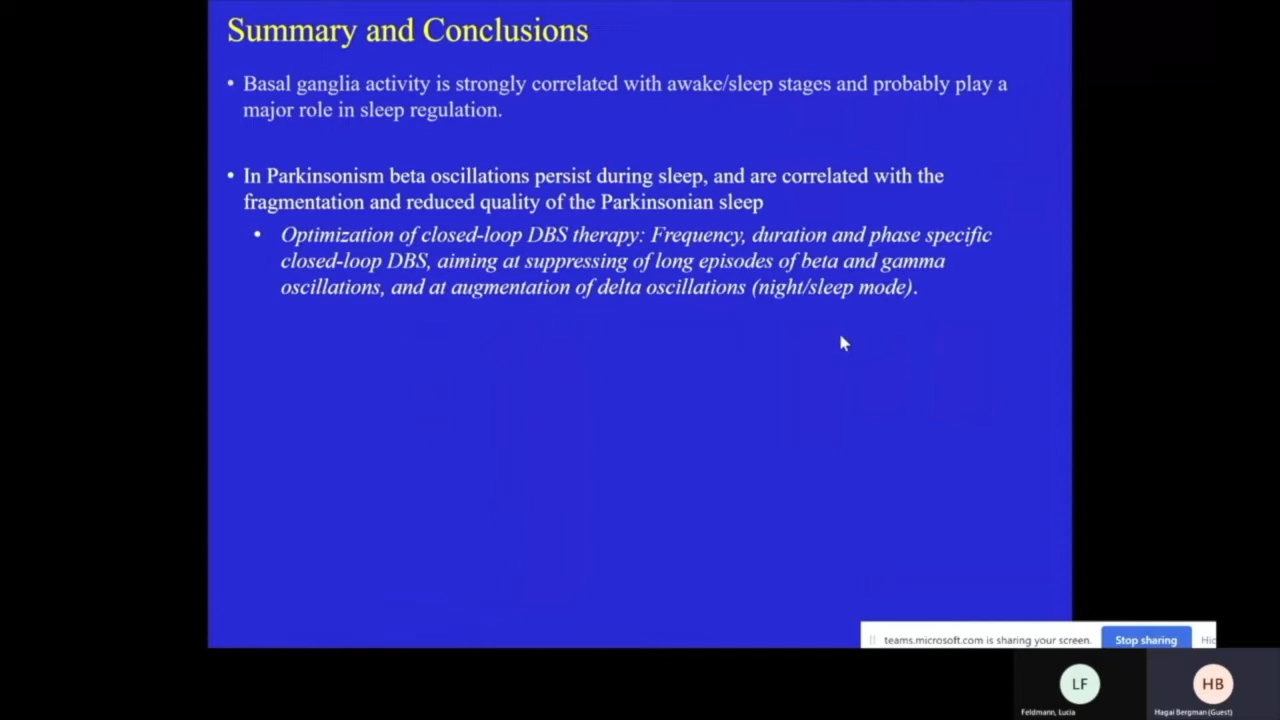 Summary and Conclusions
• Basal ganglia activity is strongly correlated with awake/sleep stages and probably play a
major role in sleep regulation.
• In Parkinsonism beta oscillations persist during sleep, and are correlated with the
fragmentation and reduced quality of the Parkinsonian sleep
• Optimization of closed-loop DBS therapy: Frequency, duration and phase specific
closed-loop DBS, aiming at suppressing of long episodes of beta and gamma
oscillations, and at augmentation of delta oscillations (night/sleep mode).
teams.microsoft.com is sharing your screen. Stop sharing
LF HB
Feldmann, Lucia Hagai Bergman (Guest)